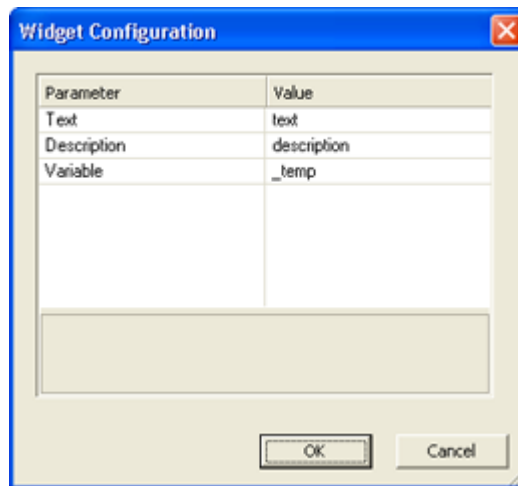 Widget Configuration
Parameter Value
Text text
Description description
Variable _temp
OK Cancel